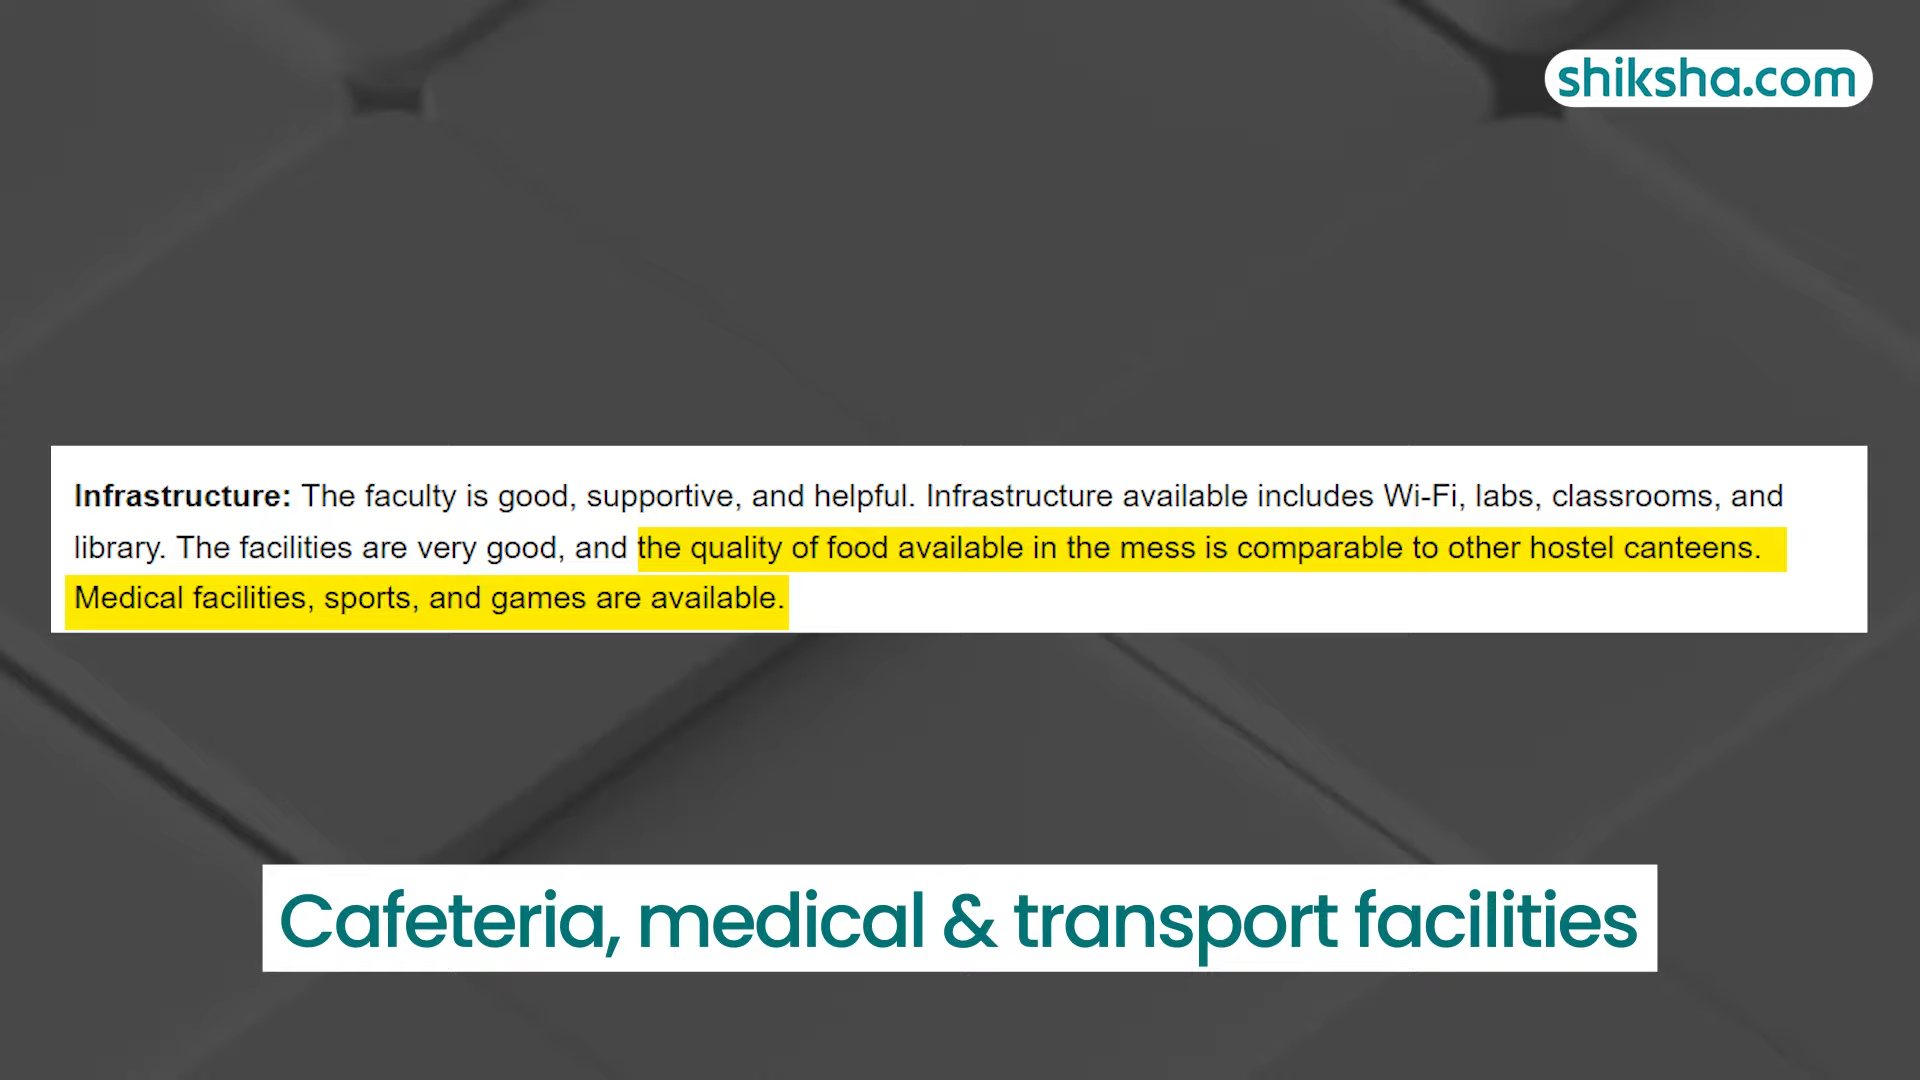 shiksha.com
Infrastructure: The faculty is good, supportive, and helpful. Infrastructure available includes Wi-Fi, labs, classrooms, and
library. The facilities are very good, and the quality of food available in the mess is comparable to other hostel canteens.
Medical facilities, sports, and games are available.
Cafeteria, medical & transport facilities